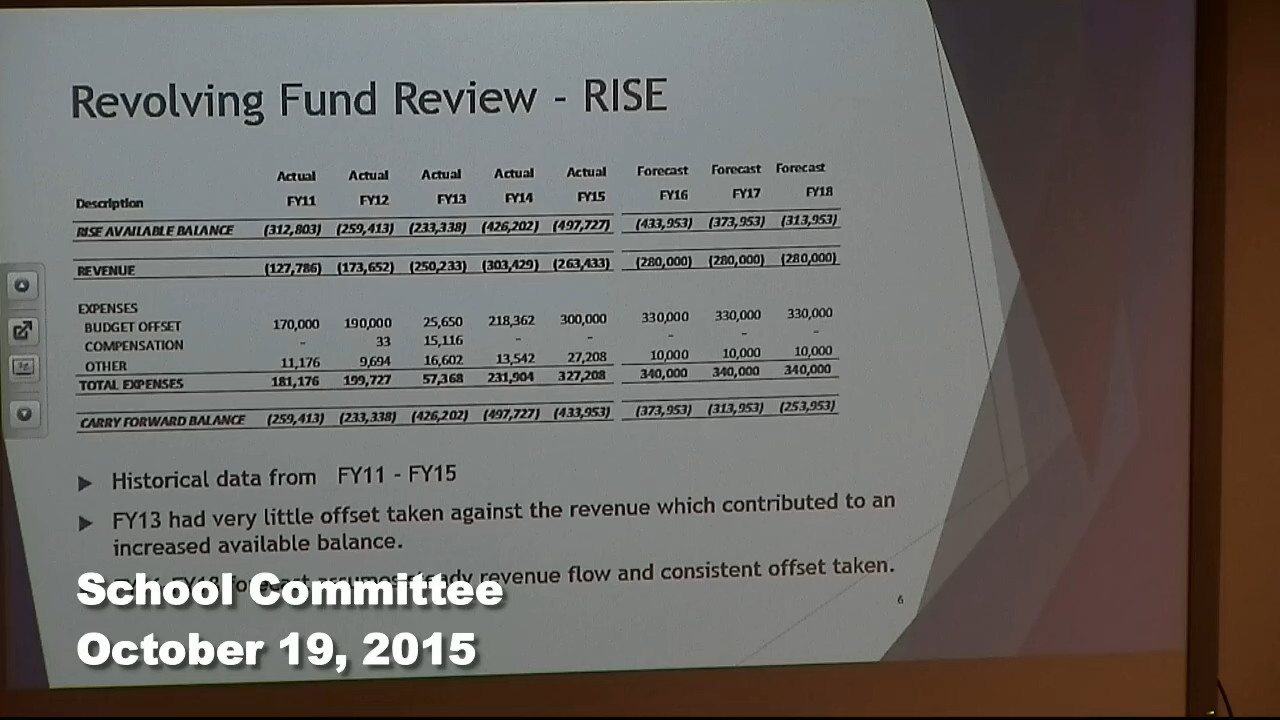 Revolving Fund Review - RISE
Actual Actual Actual Actual Actual Forecast Forecast Forecast
Description FY11 FY12 FY13 FY14 FY15 FY16 FY17 FY18
RISE AVAILABLE BALANCE (312,803) (259,413) (233,338) (426,202) (497,727) (433,953) (373,953) (313,953)
REVENUE (127,786) (173,652) (250,233) (303,429) (263,433) (280,000) (280,000) (280,000)
EXPENSES
BUDGET OFFSET 170,000 190,000 25,650 218,362 300,000 330,000 330,000 330,000
COMPENSATION - 33 15,116 - - - - -
OTHER 11,176 9,694 16,602 13,542 27,208 10,000 10,000 10,000
TOTAL EXPENSES 181,176 199,727 57,368 231,904 327,208 340,000 340,000 340,000
CARRY FORWARD BALANCE (259,413) (233,338) (426,202) (497,727) (433,953) (373,953) (313,953) (253,953)
Historical data from FY11 - FY15
FY13 had very little offset taken against the revenue which contributed to an
increased available balance.
revenue flow and consistent offset taken.
6
School Committee
October 19, 2015